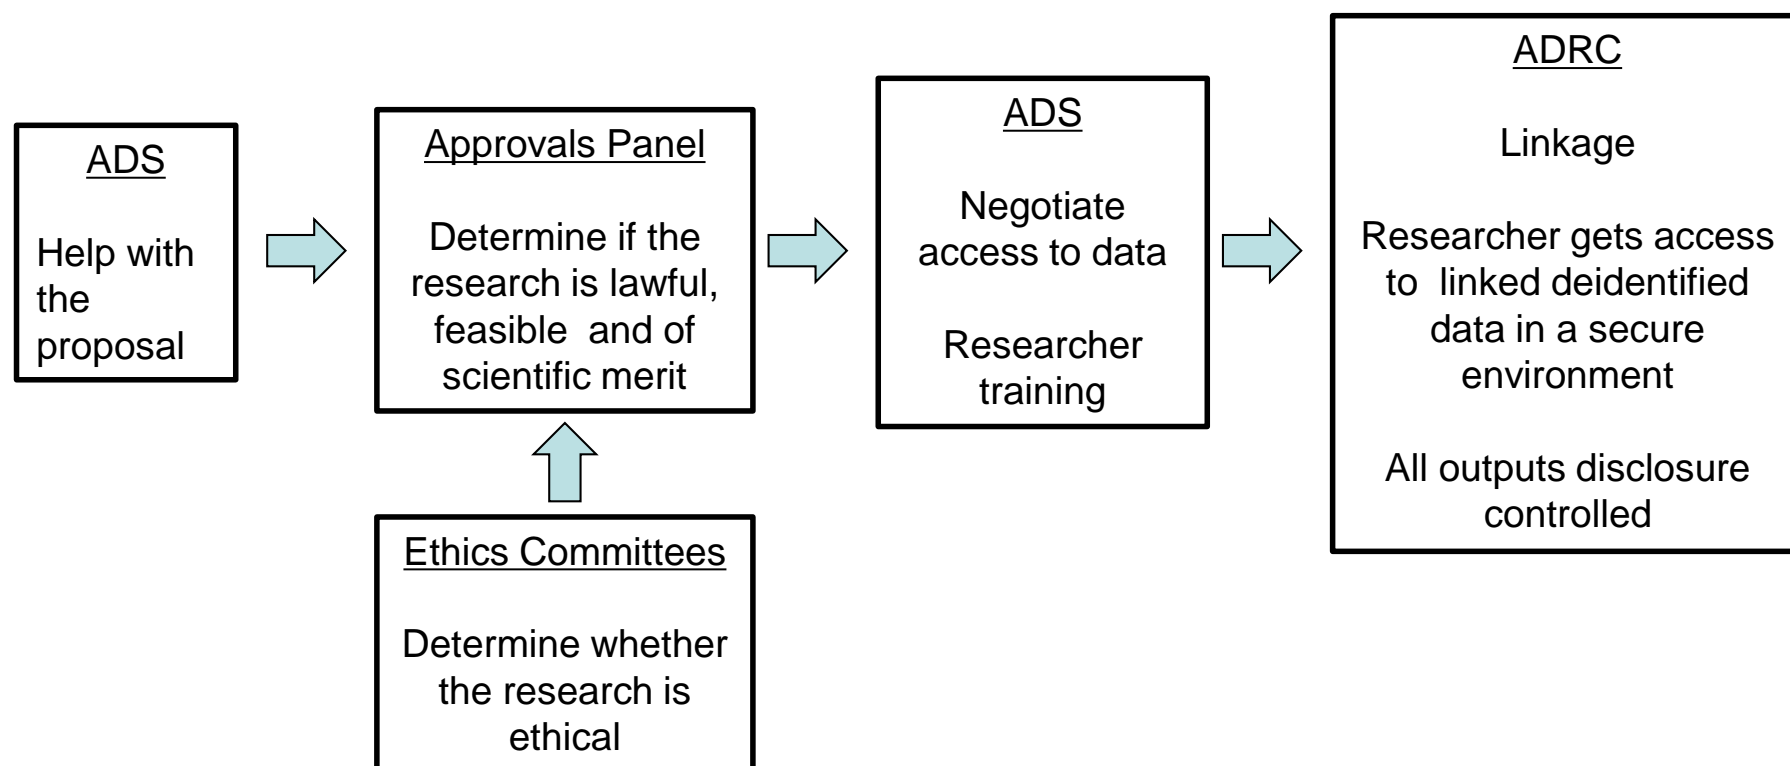 ADS
Help with
the
proposal
Approvals Panel
Determine if the
research is lawful,
feasible and of
scientific merit
Ethics Committees
Determine whether
the research is
ethical
ADS
Negotiate
access to data
Researcher
training
ADRC
Linkage
Researcher gets access
to linked deidentified
data in a secure
environment
All outputs disclosure
controlled